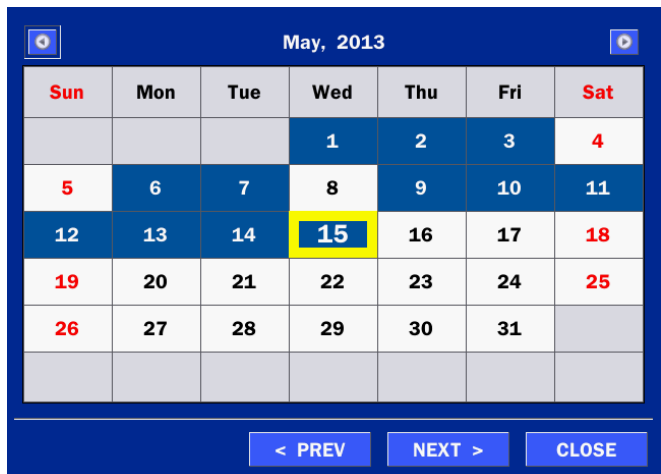 May, 2013
Sun Mon Tue Wed Thu Fri Sat
1 2 3 4
5 6 7 8 9 10 11
12 13 14 15 16 17 18
19 20 21 22 23 24 25
26 27 28 29 30 31
< PREV NEXT > CLOSE